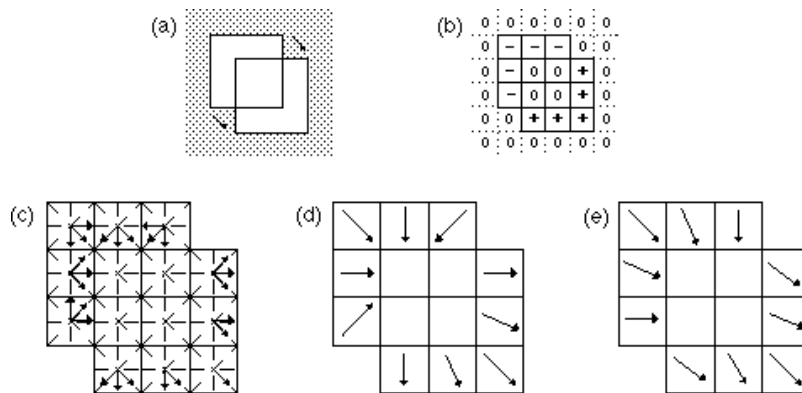 (a)
(b)
0 0 0 0 0 0
0 − − − 0 0
0 − 0 0 + 0
0 − 0 0 + 0
0 0 + + + 0
0 0 0 0 0 0
(c)
(d)
(e)